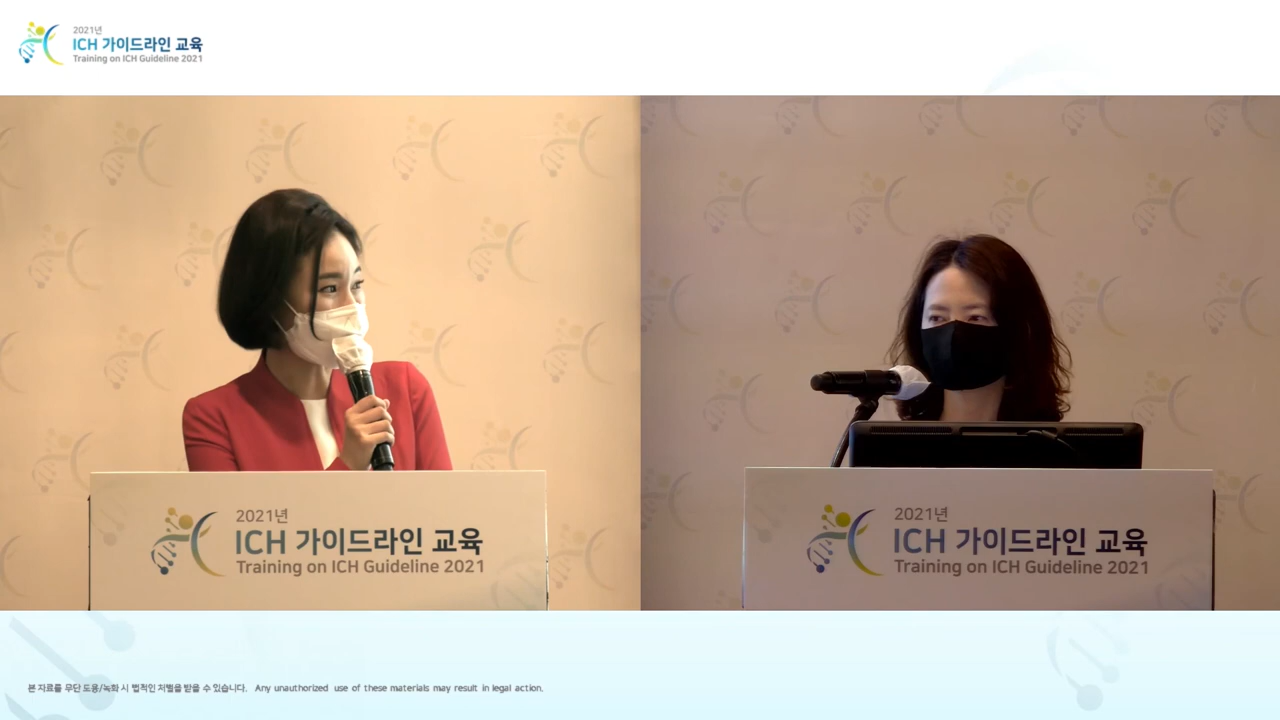 2021년
ICH 가이드라인 교육
Training on ICH Guideline 2021
2021년
ICH 가이드라인 교육
Training on ICH Guideline 2021
2021년
ICH 가이드라인 교육
Training on ICH Guideline 2021
본 자료를 무단 도용/녹화 시 법적인 처벌을 받을 수 있습니다. Any unauthorized use of these materials may result in legal action.